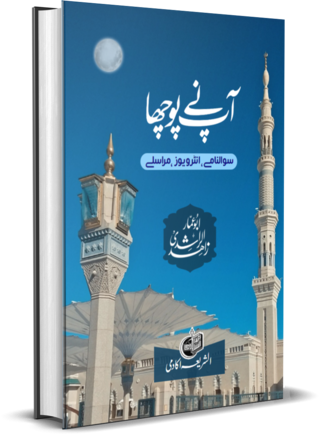 آپ نے پوچھا
سوالنامے، انٹرویوز، مراسلے
ابوعمار
زاہد الراشدی
الشریعہ اکادمی